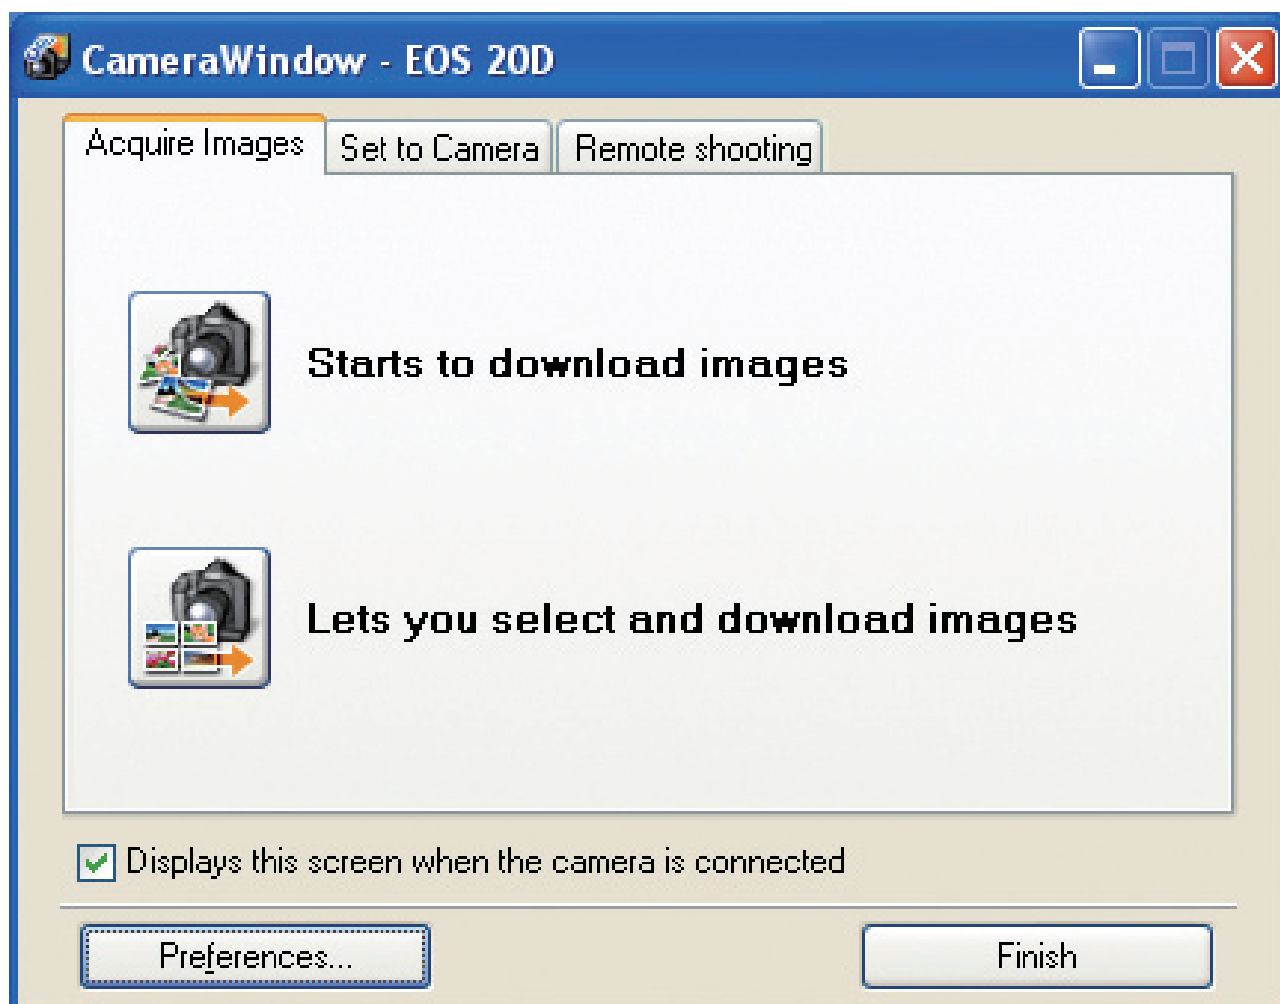 CameraWindow - EOS 20D
Acquire Images Set to Camera Remote shooting
Starts to download images
Lets you select and download images
Displays this screen when the camera is connected
Preferences... Finish